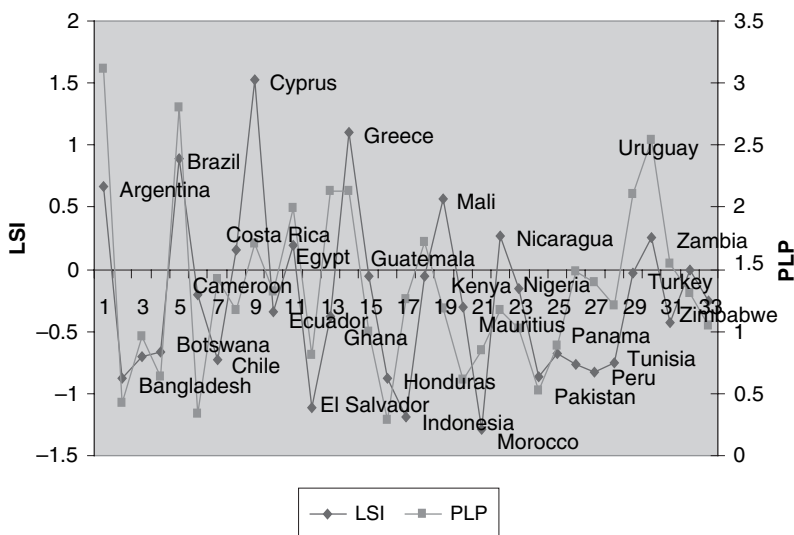 2 3.5
1.5 3
1 2.5
0.5 2
0 1.5
−0.5 1
−1 0.5
−1.5 0
LSI
PLP
Cyprus
Greece
Brazil
Uruguay
Argentina
Mali
Costa Rica
Nicaragua
Zambia
Egypt
Guatemala
Cameroon
Kenya
Nigeria
Turkey
1 3 5 7 9 11 13 15 17 19 21 23 25 27 29 31 33
Ecuador
Mauritius
Zimbabwe
Ghana
Panama
Botswana
Chile
Tunisia
Bangladesh
Honduras
Peru
Pakistan
El Salvador
Indonesia
Morocco
LSI PLP